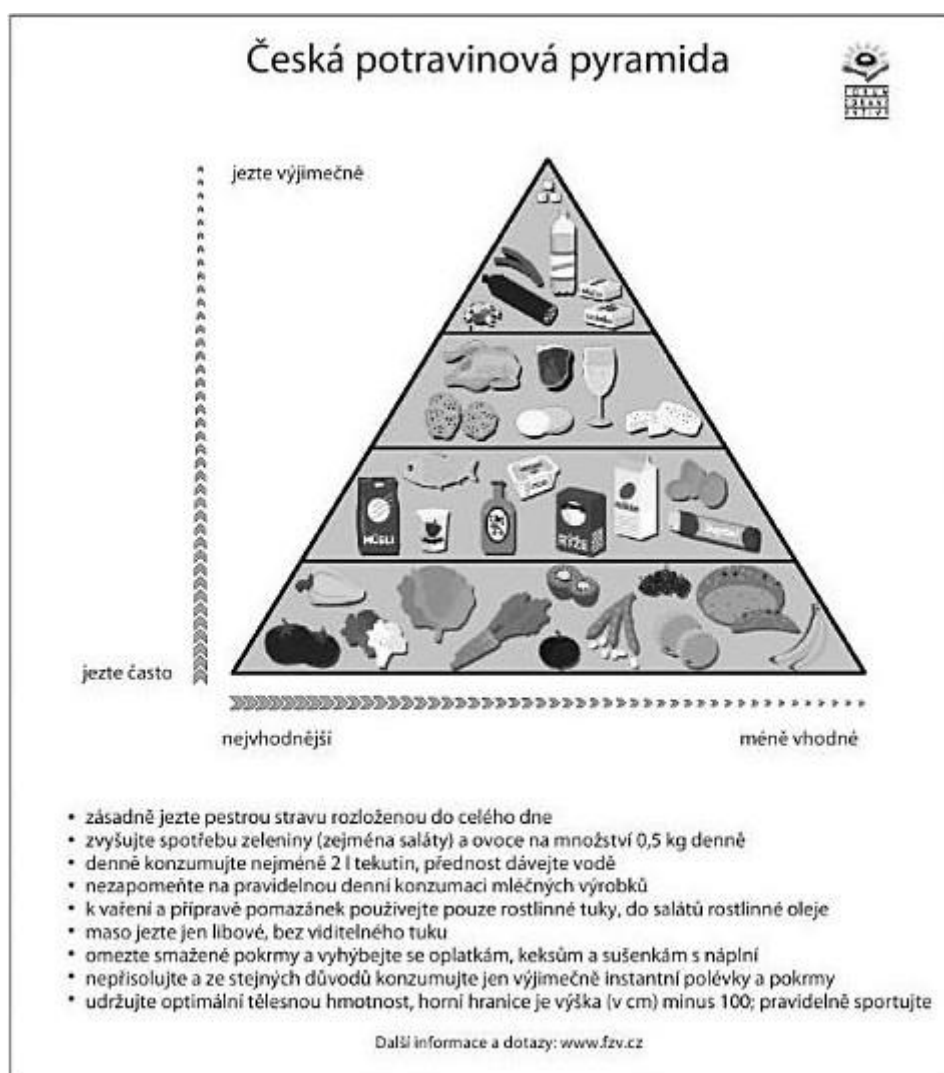 Česká potravinová pyramida
FÓRUM
ZDRAVÉ
VÝŽIVY
jezte výjimečně
MÜSLI
RÝŽE
jezte často
nejvhodnější
méně vhodné
• zásadně jezte pestrou stravu rozloženou do celého dne
• zvyšujte spotřebu zeleniny (zejména saláty) a ovoce na množství 0,5 kg denně
• denně konzumujte nejméně 2 l tekutin, přednost dávejte vodě
• nezapomeňte na pravidelnou denní konzumaci mléčných výrobků
• k vaření a přípravě pomazánek používejte pouze rostlinné tuky, do salátů rostlinné oleje
• maso jezte jen libové, bez viditelného tuku
• omezte smažené pokrmy a vyhýbejte se oplatkám, keksům a sušenkám s náplní
• nepřisolujte a ze stejných důvodů konzumujte jen výjimečně instantní polévky a pokrmy
• udržujte optimální tělesnou hmotnost, horní hranice je výška (v cm) minus 100; pravidelně sportujte
Další informace a dotazy: www.fzv.cz